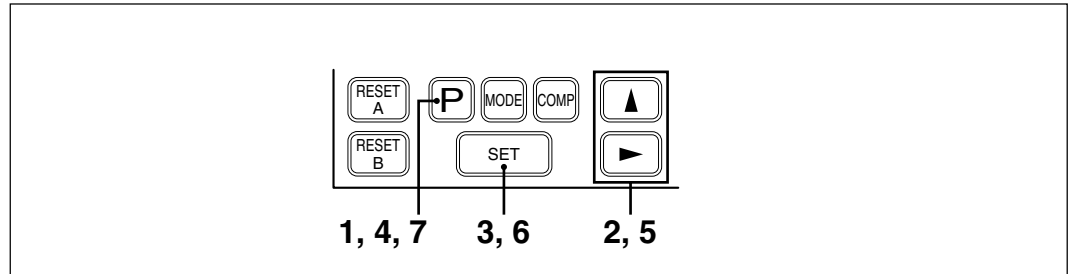 RESET
A
P
MODE
COMP
RESET
B
SET
1, 4, 7
3, 6
2, 5